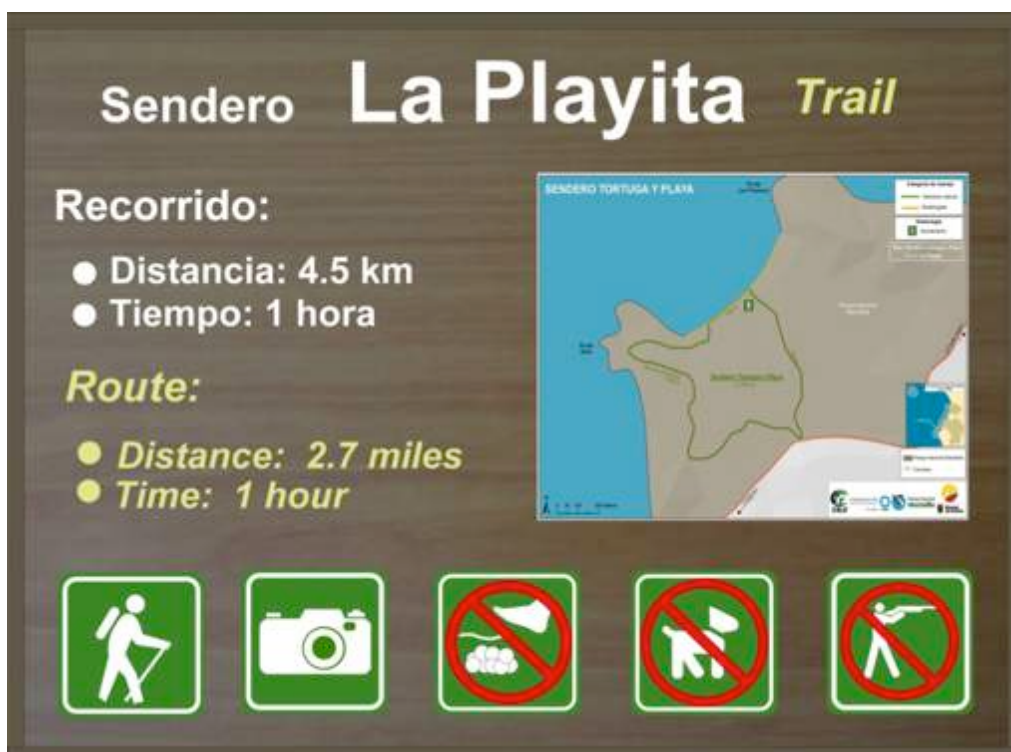 Sendero La Playita Trail
Recorrido:
Distancia: 4.5 km
Tiempo: 1 hora
Route:
Distance: 2.7 miles
Time: 1 hour
SENDERO TORTUGA Y PLAYA